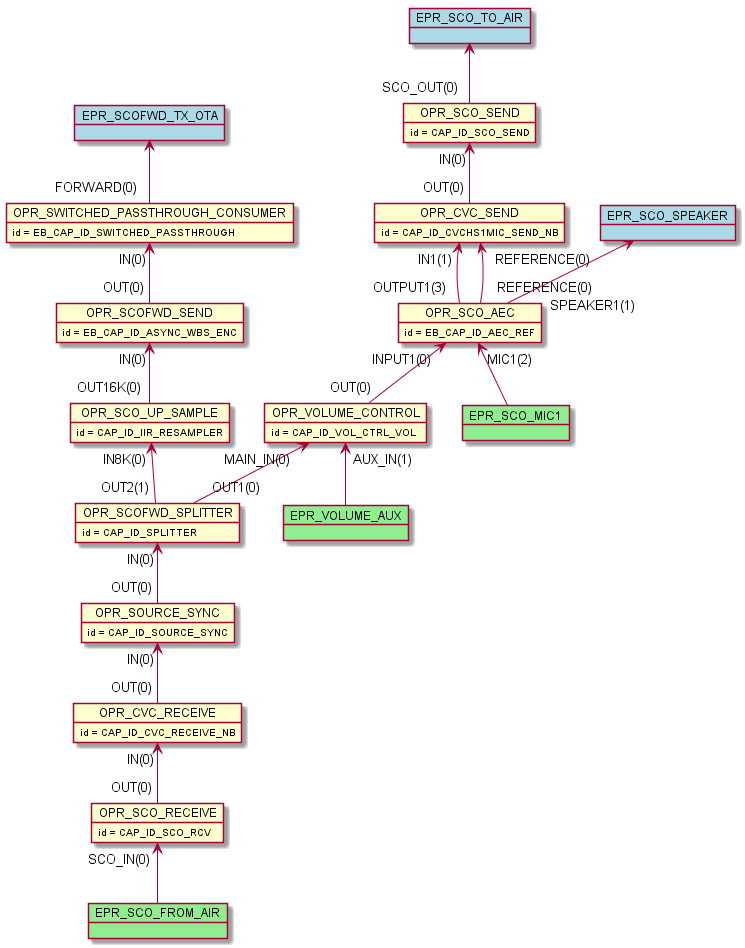 EPR_SCO_TO_AIR
SCO_OUT(0)
OPR_SCO_SEND
id = CAP_ID_SCO_SEND
EPR_SCOFWD_TX_OTA
IN(0)
FORWARD(0)
OUT(0)
OPR_SWITCHED_PASSTHROUGH_CONSUMER
id = EB_CAP_ID_SWITCHED_PASSTHROUGH
OPR_CVC_SEND
id = CAP_ID_CVCHS1MIC_SEND_NB
EPR_SCO_SPEAKER
IN(0)
IN1(1)
REFERENCE(0)
OUT(0)
OUTPUT1(3)
REFERENCE(0)
SPEAKER1(1)
OPR_SCOFWD_SEND
id = EB_CAP_ID_ASYNC_WBS_ENC
OPR_SCO_AEC
id = EB_CAP_ID_AEC_REF
IN(0)
INPUT1(0)
MIC1(2)
OUT16K(0)
OUT(0)
OPR_SCO_UP_SAMPLE
id = CAP_ID_IIR_RESAMPLER
OPR_VOLUME_CONTROL
id = CAP_ID_VOL_CTRL_VOL
EPR_SCO_MIC1
IN8K(0)
MAIN_IN(0)
AUX_IN(1)
OUT2(1)
OUT1(0)
OPR_SCOFWD_SPLITTER
id = CAP_ID_SPLITTER
EPR_VOLUME_AUX
IN(0)
OUT(0)
OPR_SOURCE_SYNC
id = CAP_ID_SOURCE_SYNC
IN(0)
OUT(0)
OPR_CVC_RECEIVE
id = CAP_ID_CVC_RECEIVE_NB
IN(0)
OUT(0)
OPR_SCO_RECEIVE
id = CAP_ID_SCO_RCV
SCO_IN(0)
EPR_SCO_FROM_AIR